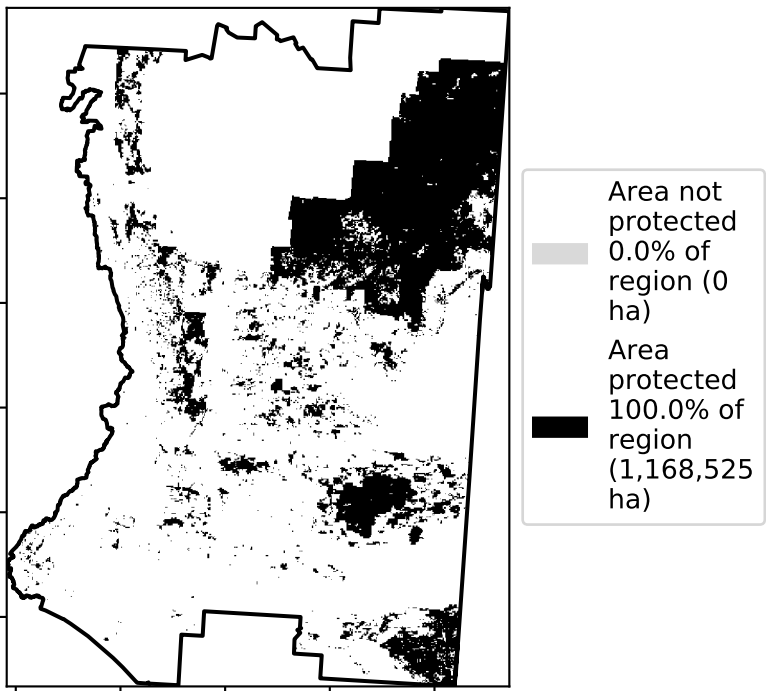 Area not
protected
0.0% of
region (0
ha)
Area
protected
100.0% of
region
(1,168,525
ha)